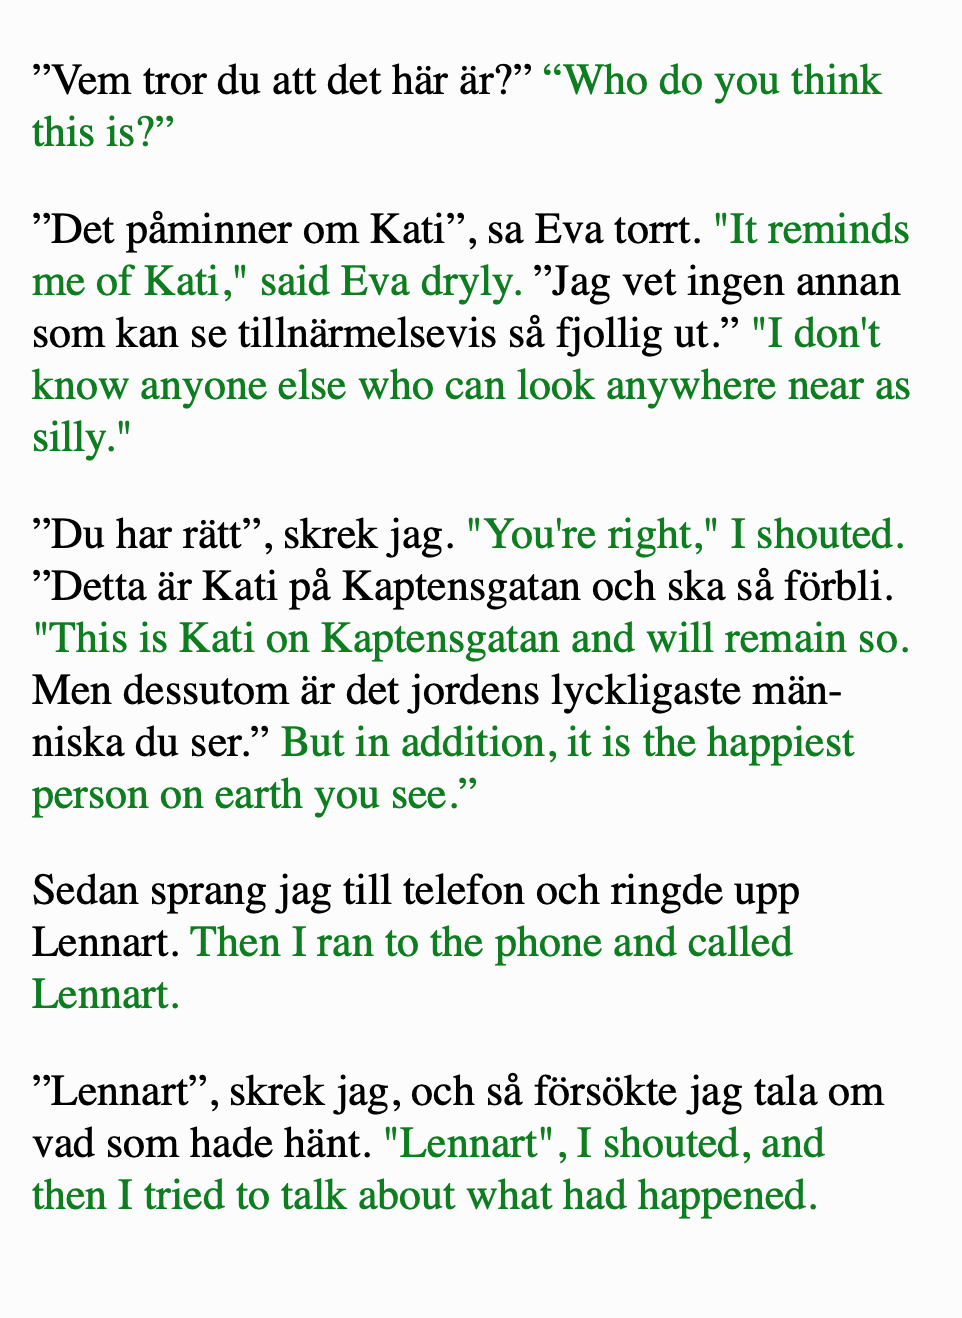 ”Vem tror du att det här är?” “Who do you think
this is?”
”Det påminner om Kati”, sa Eva torrt. "It reminds
me of Kati," said Eva dryly. ”Jag vet ingen annan
som kan se tillnärmelsevis så fjollig ut.” "I don't
know anyone else who can look anywhere near as
silly."
”Du har rätt”, skrek jag. "You're right," I shouted.
”Detta är Kati på Kaptensgatan och ska så förbli.
"This is Kati on Kaptensgatan and will remain so.
Men dessutom är det jordens lyckligaste män-
niska du ser.” But in addition, it is the happiest
person on earth you see.”
Sedan sprang jag till telefon och ringde upp
Lennart. Then I ran to the phone and called
Lennart.
”Lennart”, skrek jag, och så försökte jag tala om
vad som hade hänt. "Lennart", I shouted, and
then I tried to talk about what had happened.